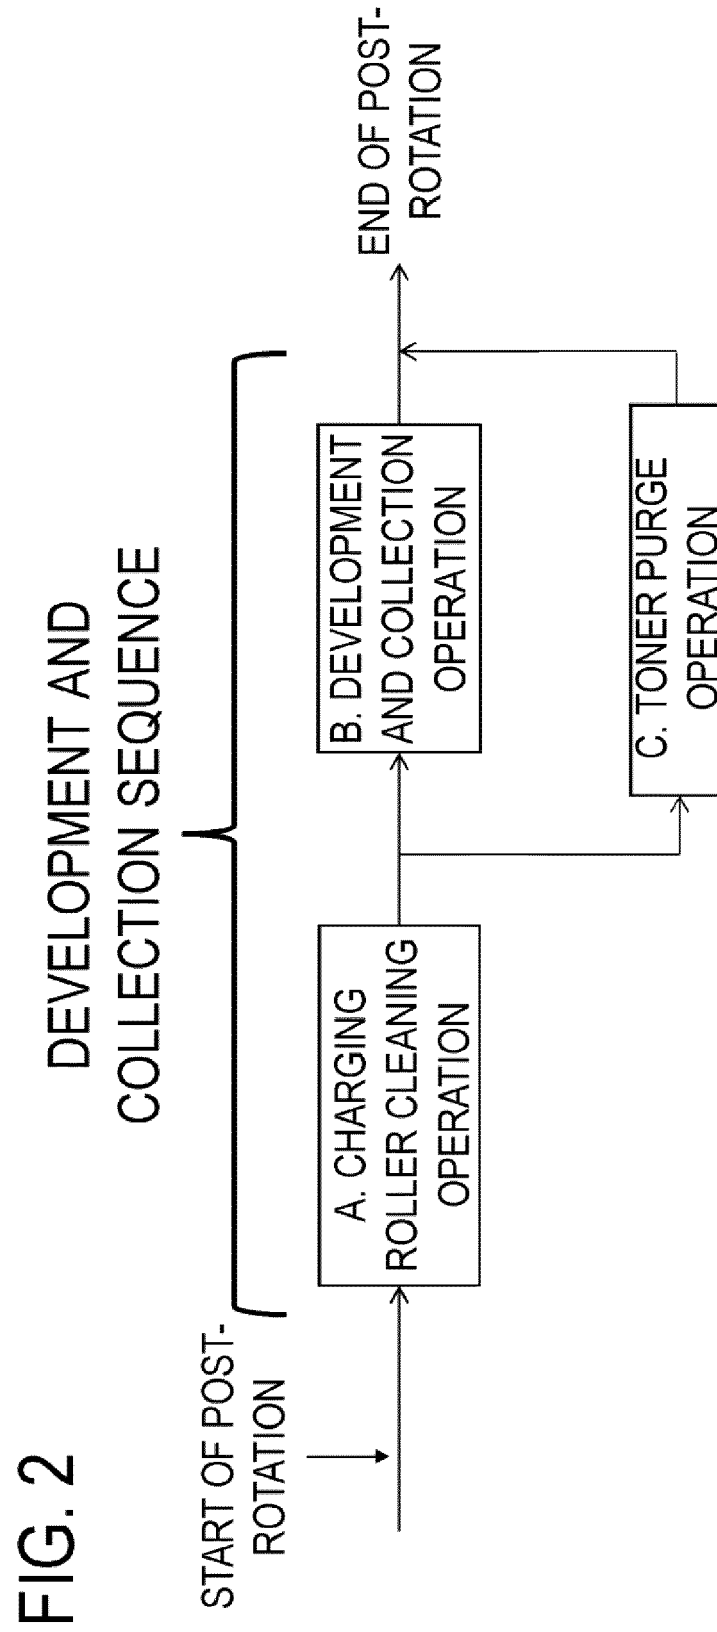 FIG. 2
DEVELOPMENT AND
COLLECTION SEQUENCE
START OF POST-
ROTATION
A. CHARGING
ROLLER CLEANING
OPERATION
B. DEVELOPMENT
AND COLLECTION
OPERATION
END OF POST-
ROTATION
C. TONER PURGE
OPERATION